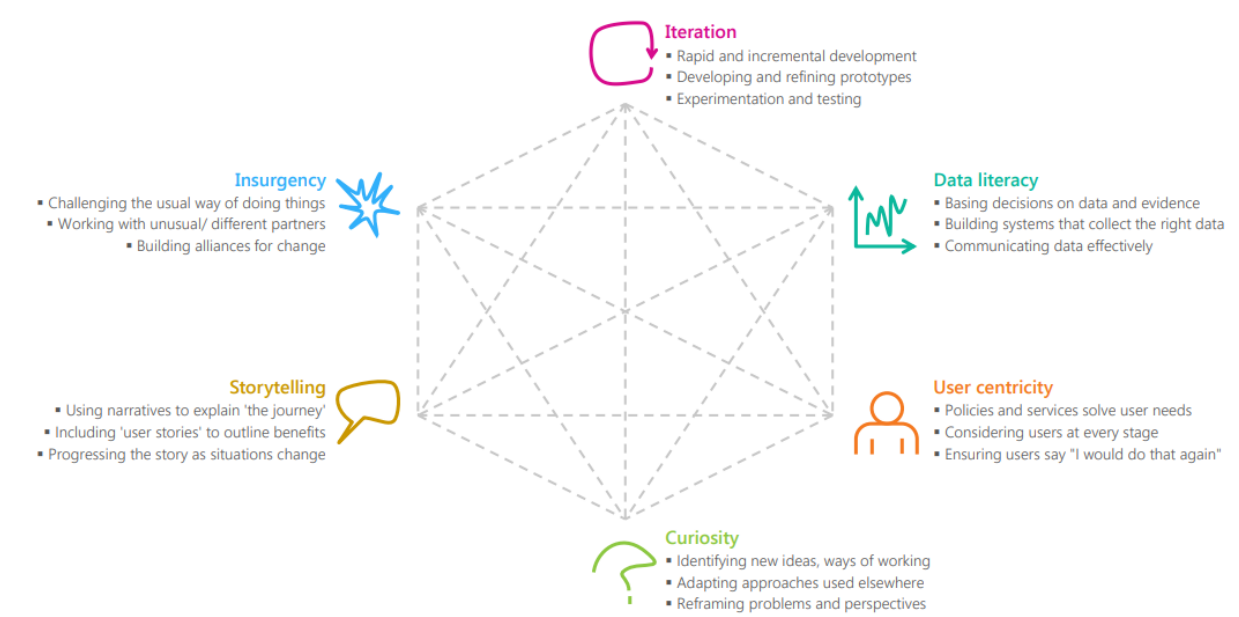 Iteration
▪ Rapid and incremental development
▪ Developing and refining prototypes
▪ Experimentation and testing
Insurgency
▪ Challenging the usual way of doing things
▪ Working with unusual/ different partners
▪ Building alliances for change
Data literacy
▪ Basing decisions on data and evidence
▪ Building systems that collect the right data
▪ Communicating data effectively
Storytelling
▪ Using narratives to explain 'the journey'
▪ Including 'user stories' to outline benefits
▪ Progressing the story as situations change
User centricity
▪ Policies and services solve user needs
▪ Considering users at every stage
▪ Ensuring users say "I would do that again"
Curiosity
▪ Identifying new ideas, ways of working
▪ Adapting approaches used elsewhere
▪ Reframing problems and perspectives